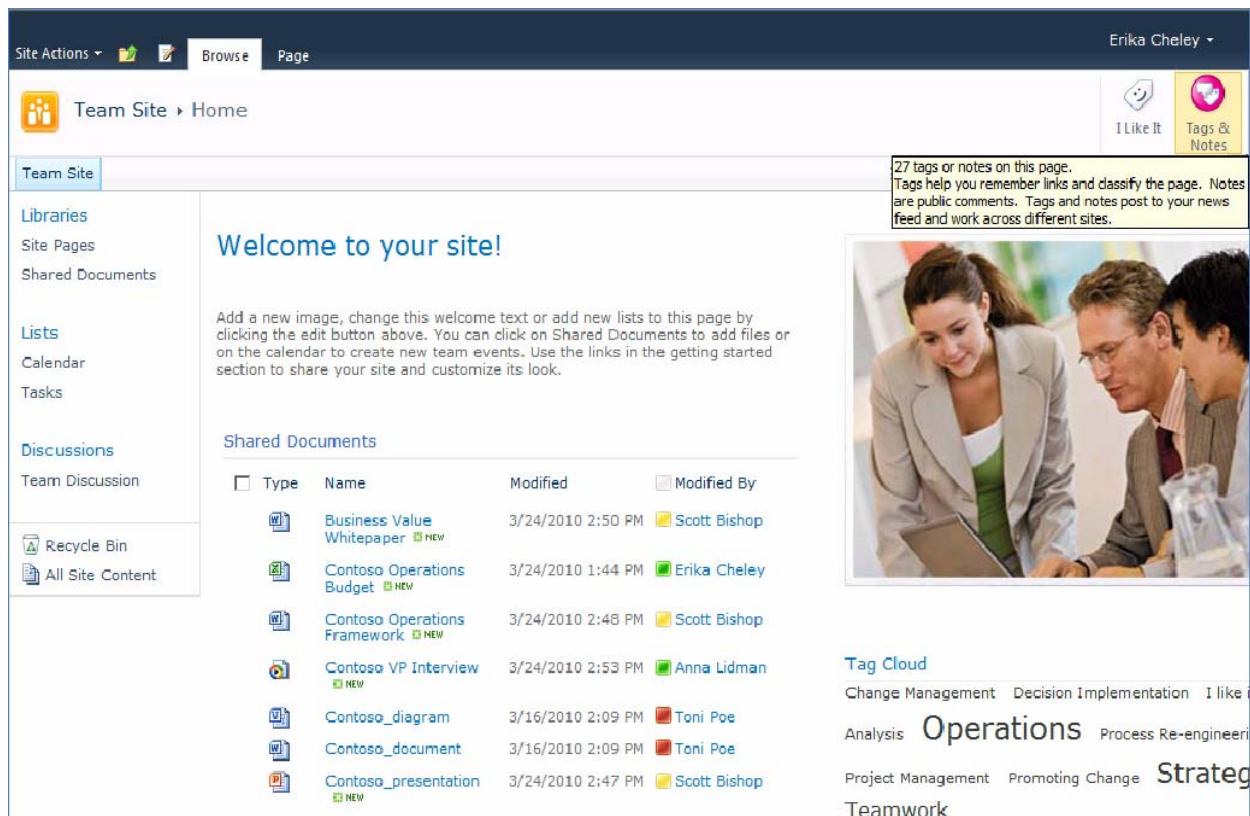 Erika Cheley
Site Actions Browse Page
Team Site Home
I Like It
Tags &
Notes
27 tags or notes on this page.
Tags help you remember links and classify the page. Notes
are public comments. Tags and notes post to your news
feed and work across different sites.
Team Site
Libraries
Site Pages
Shared Documents
Lists
Calendar
Tasks
Discussions
Team Discussion
Recycle Bin
All Site Content
Welcome to your site!
Add a new image, change this welcome text or add new lists to this page by
clicking the edit button above. You can click on Shared Documents to add files or
on the calendar to create new team events. Use the links in the getting started
section to share your site and customize its look.
Shared Documents
Type Name Modified Modified By
Business Value 3/24/2010 2:50 PM Scott Bishop
Whitepaper NEW
Contoso Operations 3/24/2010 1:44 PM Erika Cheley
Budget NEW
Contoso Operations 3/24/2010 2:48 PM Scott Bishop
Framework NEW
Contoso VP Interview 3/24/2010 2:53 PM Anna Lidman
NEW
Contoso_diagram 3/16/2010 2:09 PM Toni Poe
Contoso_document 3/16/2010 2:09 PM Toni Poe
Contoso_presentation 3/24/2010 2:47 PM Scott Bishop
NEW
Tag Cloud
Change Management Decision Implementation I like
Analysis Operations Process Re-engineeri
Project Management Promoting Change Strateg
Teamwork